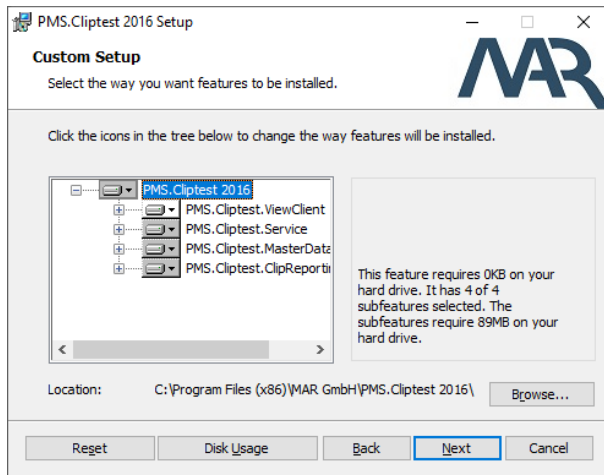 PMS.Cliptest 2016 Setup
Custom Setup
Select the way you want features to be installed.
MAR
Click the icons in the tree below to change the way features will be installed.
PMS.Cliptest 2016
PMS.Cliptest.ViewClient
PMS.Cliptest.Service
PMS.Cliptest.MasterData
PMS.Cliptest.ClipReporti
This feature requires 0KB on your
hard drive. It has 4 of 4
subfeatures selected. The
subfeatures require 89MB on your
hard drive.
Location: C:\Program Files (x86)\MAR GmbH\PMS.Cliptest 2016\ Browse...
Reset Disk Usage Back Next Cancel